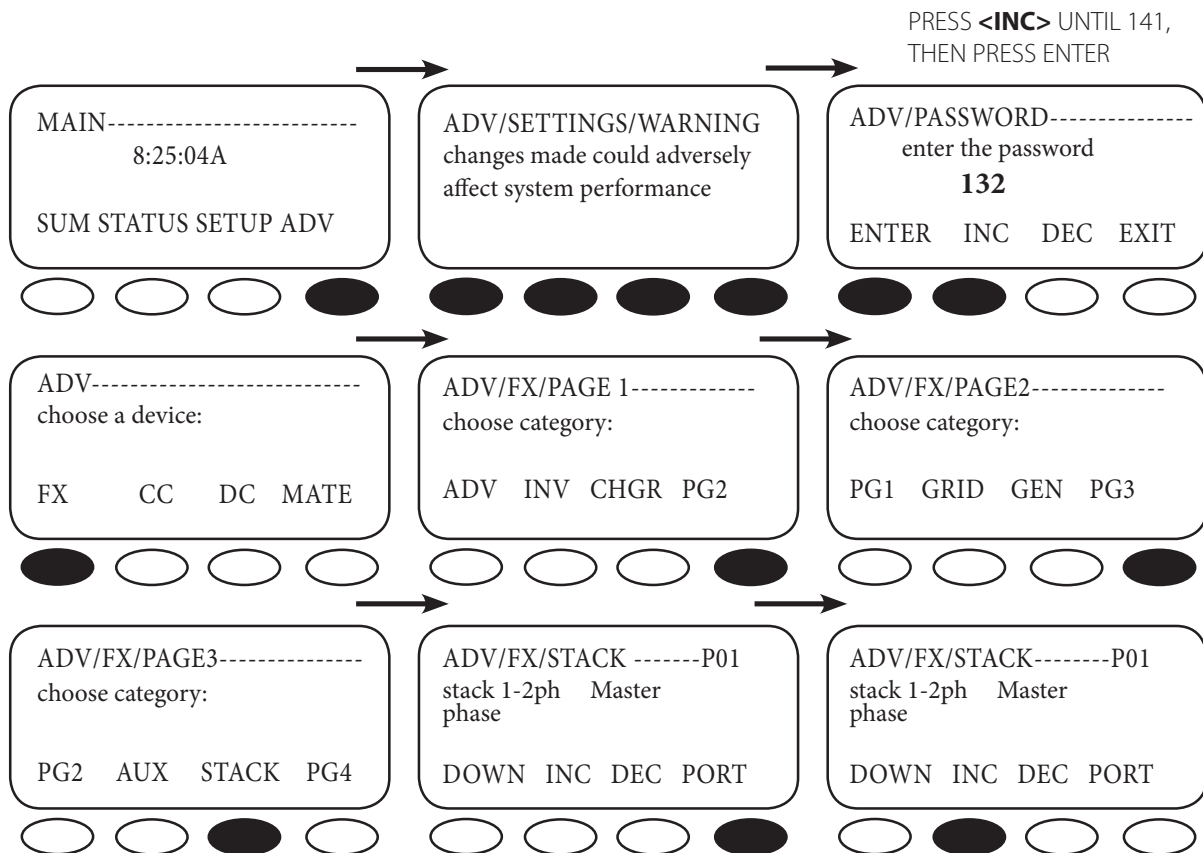 PRESS <INC> UNTIL 141,
THEN PRESS ENTER
MAIN--------------------------
8:25:04A
SUM STATUS SETUP ADV
ADV/SETTINGS/WARNING
changes made could adversely
affect system performance
ADV/PASSWORD---------------
enter the password
132
ENTER INC DEC EXIT
ADV----------------------------
choose a device:
FX CC DC MATE
ADV/FX/PAGE 1-------------
choose category:
ADV INV CHGR PG2
ADV/FX/PAGE2--------------
choose category:
PG1 GRID GEN PG3
ADV/FX/PAGE3---------------
choose category:
PG2 AUX STACK PG4
ADV/FX/STACK -------P01
stack 1-2ph Master
phase
DOWN INC DEC PORT
ADV/FX/STACK--------P01
stack 1-2ph Master
phase
DOWN INC DEC PORT